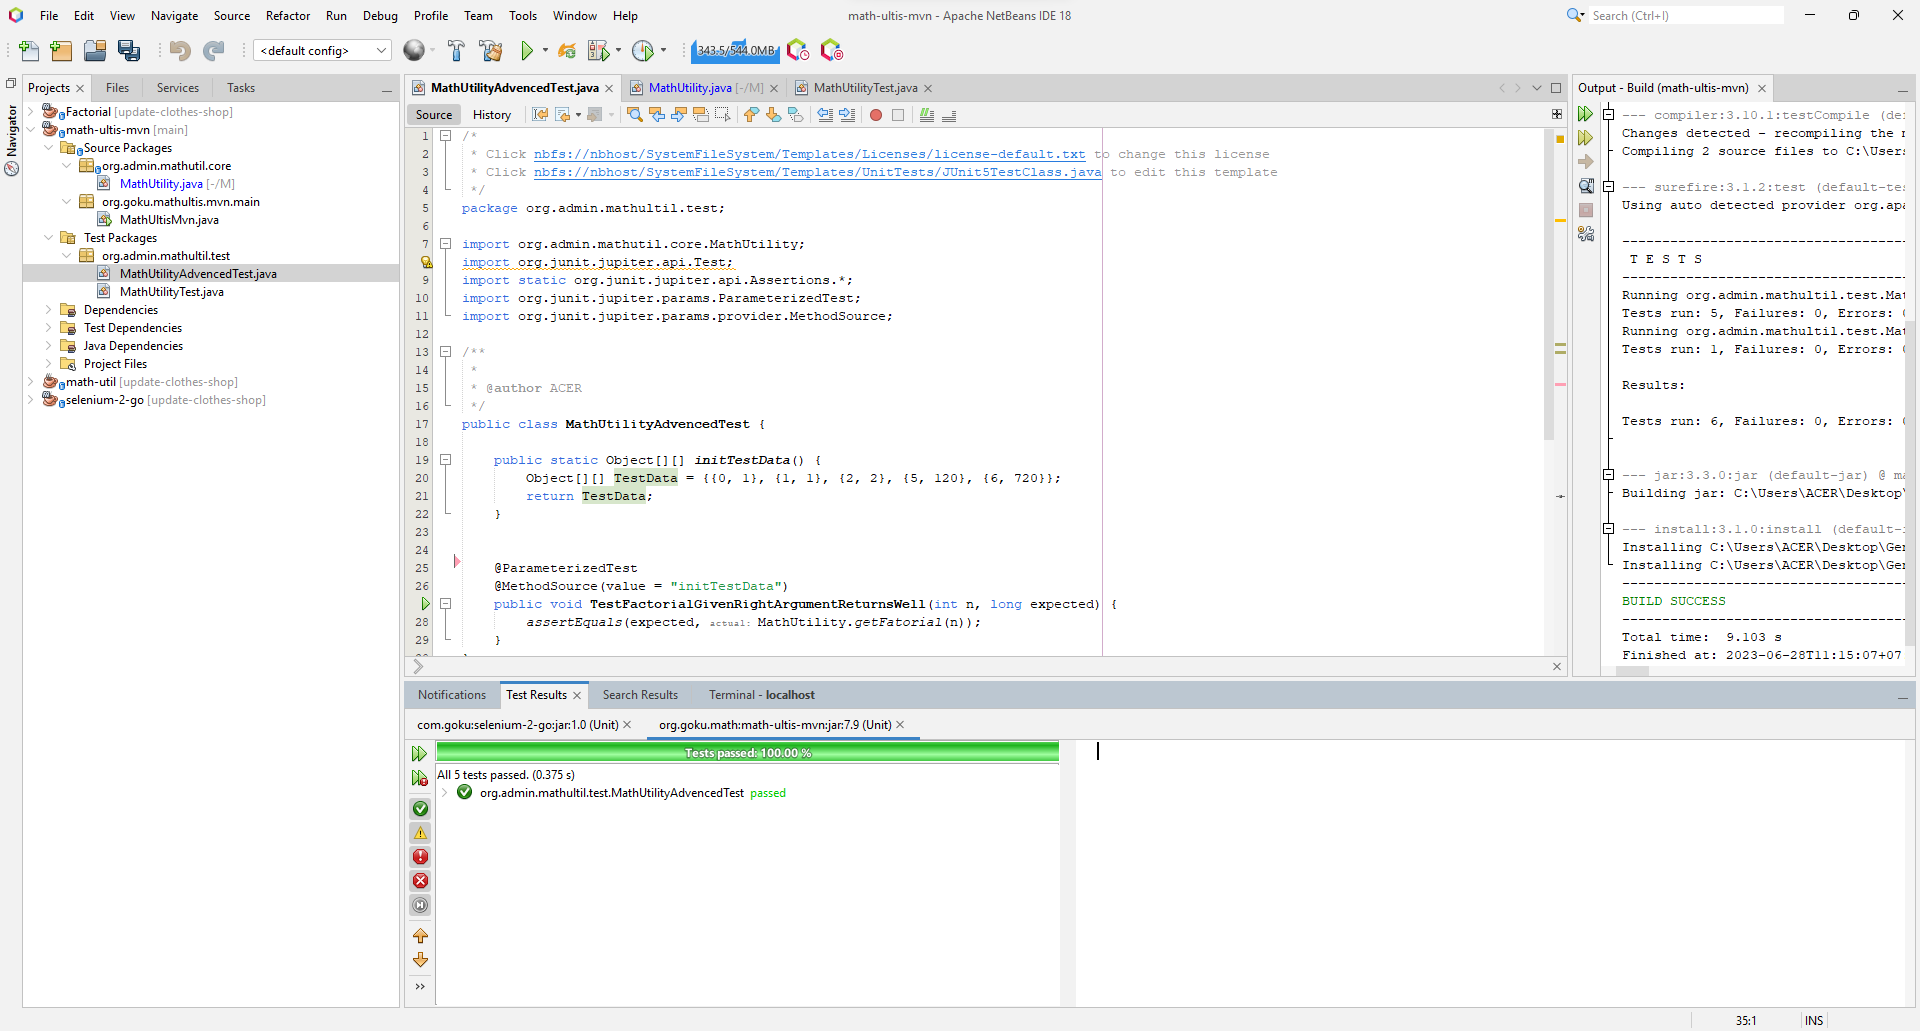 File Edit View Navigate Source Refactor Run Debug Profile Team Tools Window Help
math-ultis-mvn - Apache NetBeans IDE 18
Search (Ctrl+I)
<default config>
343.5/544.0MB
Projects Files Services Tasks
Navigator
Factorial [update-clothes-shop]
math-ultis-mvn [main]
Source Packages
org.admin.mathutil.core
MathUtility.java [-/M]
org.goku.mathultis.mvn.main
MathUltisMvn.java
Test Packages
org.admin.mathultil.test
MathUtilityAdvencedTest.java
MathUtilityTest.java
Dependencies
Test Dependencies
Java Dependencies
Project Files
math-util [update-clothes-shop]
selenium-2-go [update-clothes-shop]
MathUtilityAdvencedTest.java MathUtility.java [-/M] MathUtilityTest.java
Source History
1 /*
2 * Click nbfs://nbhost/SystemFileSystem/Templates/Licenses/license-default.txt to change this license
3 * Click nbfs://nbhost/SystemFileSystem/Templates/UnitTests/JUnit5TestClass.java to edit this template
4 */
5 package org.admin.mathultil.test;
6
7 import org.admin.mathutil.core.MathUtility;
import org.junit.jupiter.api.Test;
9 import static org.junit.jupiter.api.Assertions.*;
10 import org.junit.jupiter.params.ParameterizedTest;
11 import org.junit.jupiter.params.provider.MethodSource;
12
13 /**
14 *
15 * @author ACER
16 */
17 public class MathUtilityAdvencedTest {
18
19 public static Object[][] initTestData() {
20 Object[][] TestData = {{0, 1}, {1, 1}, {2, 2}, {5, 120}, {6, 720}};
21 return TestData;
22 }
23
24
25 @ParameterizedTest
26 @MethodSource(value = "initTestData")
public void TestFactorialGivenRightArgumentReturnsWell(int n, long expected) {
28 assertEquals(expected, actual: MathUtility.getFatorial(n));
29 }
Output - Build (math-ultis-mvn)
--- compiler:3.10.1:testCompile (de
Changes detected - recompiling the
Compiling 2 source files to C:\Users
--- surefire:3.1.2:test (default-te
Using auto detected provider org.apa
-------------------------------------
T E S T S
-------------------------------------
Running org.admin.mathultil.test.Mat
Tests run: 5, Failures: 0, Errors:
Running org.admin.mathultil.test.Mat
Tests run: 1, Failures: 0, Errors:
Results:
Tests run: 6, Failures: 0, Errors:
--- jar:3.3.0:jar (default-jar) @ m
Building jar: C:\Users\ACER\Desktop\
--- install:3.1.0:install (default-
Installing C:\Users\ACER\Desktop\Ger
Installing C:\Users\ACER\Desktop\Ger
-------------------------------------
BUILD SUCCESS
-------------------------------------
Total time: 9.103 s
Finished at: 2023-06-28T11:15:07+07
Notifications Test Results Search Results Terminal - localhost
com.goku:selenium-2-go:jar:1.0 (Unit) org.goku.math:math-ultis-mvn:jar:7.9 (Unit)
Tests passed: 100.00 %
All 5 tests passed. (0.375 s)
org.admin.mathultil.test.MathUtilityAdvencedTest passed
35:1 INS